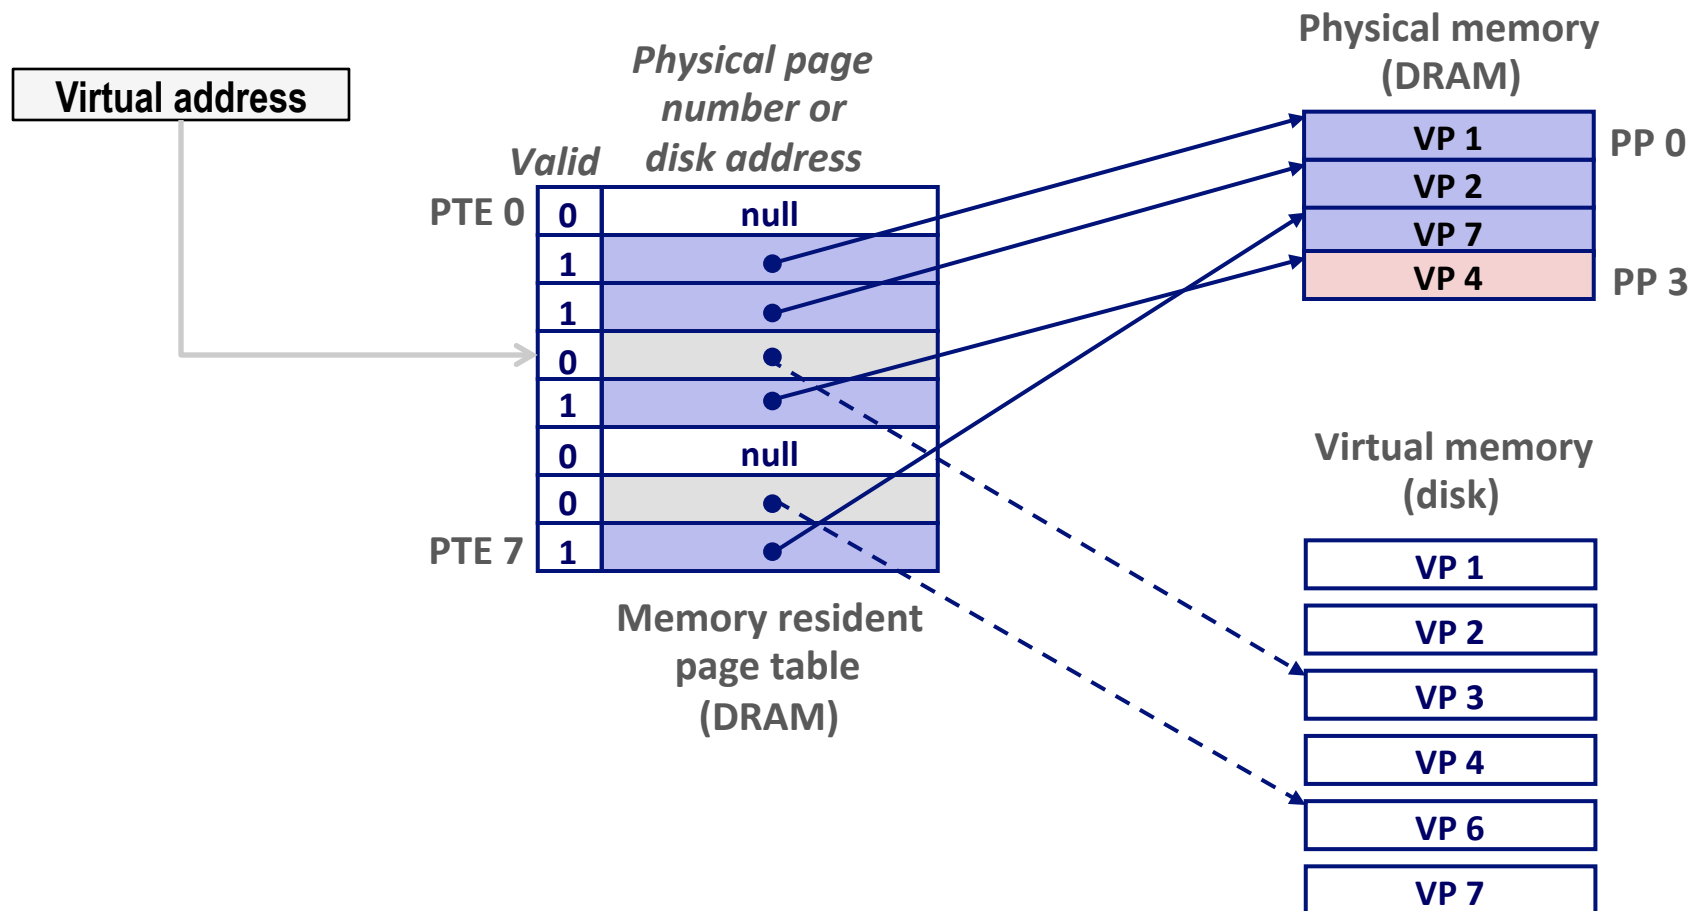 Virtual address
Physical page
number or
disk address
Valid
PTE 0
0
null
1
1
0
1
0
null
0
PTE 7
1
Memory resident
page table
(DRAM)
Physical memory
(DRAM)
VP 1
PP 0
VP 2
VP 7
VP 4
PP 3
Virtual memory
(disk)
VP 1
VP 2
VP 3
VP 4
VP 6
VP 7